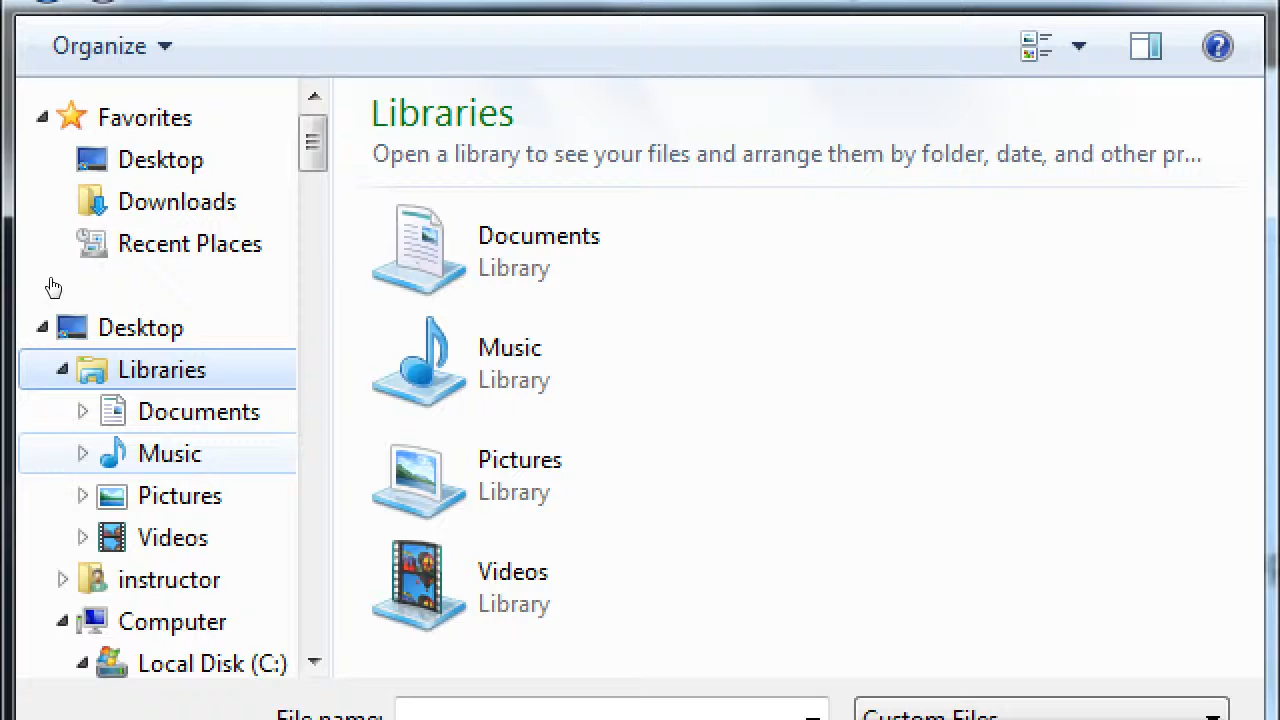 Organize
Favorites
Desktop
Downloads
Recent Places
Desktop
Libraries
Documents
Music
Pictures
Videos
instructor
Computer
Local Disk (C:)
Libraries
Open a library to see your files and arrange them by folder, date, and other pr...
Documents
Library
Music
Library
Pictures
Library
Videos
Library
File name:
Custom Files